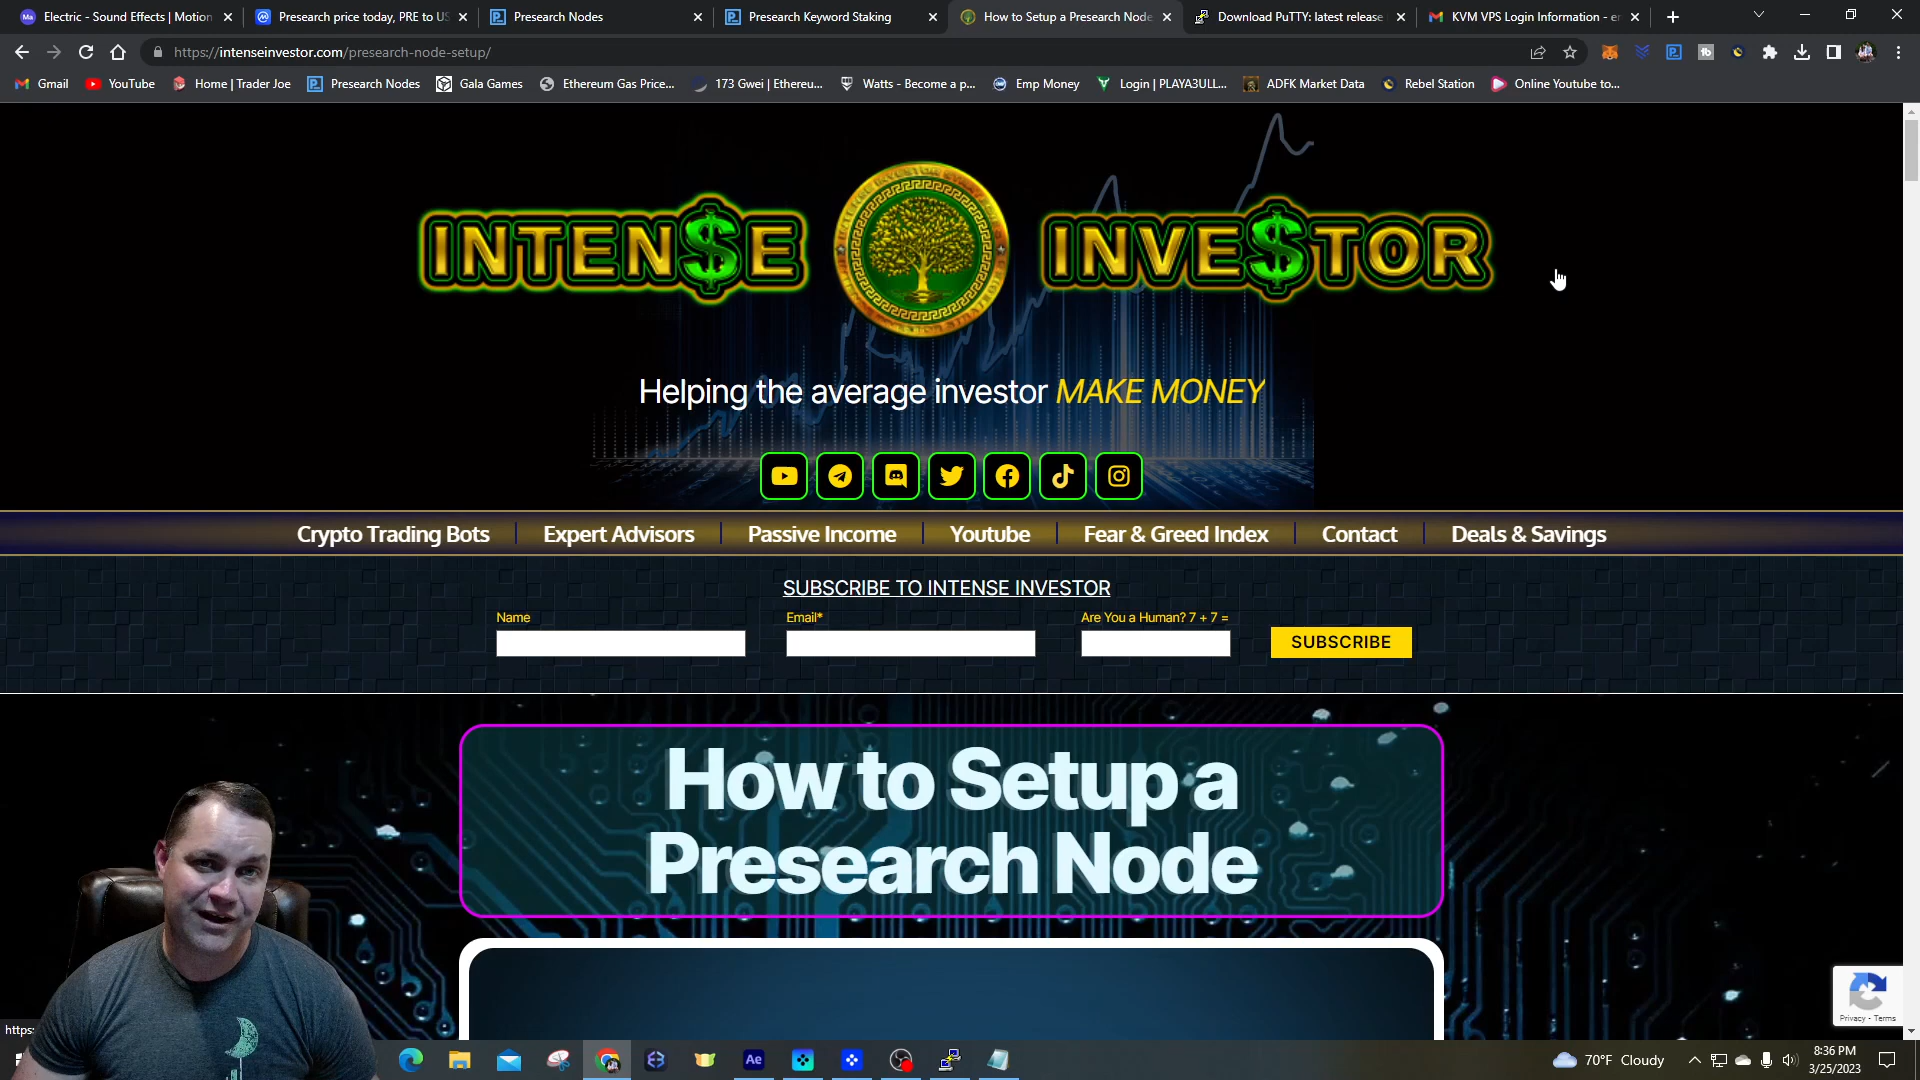 Electric - Sound Effects | Motion
Presearch price today, PRE to US
Presearch Nodes
Presearch Keyword Staking
How to Setup a Presearch Node
Download PuTTY: latest release
KVM VPS Login Information - er
https://intenseinvestor.com/presearch-node-setup/
Gmail
YouTube
Home | Trader Joe
Presearch Nodes
Gala Games
Ethereum Gas Price...
173 Gwei | Ethereu...
Watts - Become a p...
Emp Money
Login | PLAYA3ULL...
ADFK Market Data
Rebel Station
Online Youtube to...
INTEN$E INVE$TOR
Helping the average investor MAKE MONEY
Crypto Trading Bots
Expert Advisors
Passive Income
Youtube
Fear & Greed Index
Contact
Deals & Savings
SUBSCRIBE TO INTENSE INVESTOR
Name
Email*
Are You a Human? 7 + 7 =
SUBSCRIBE
How to Setup a
Presearch Node
Privacy - Terms
https:
70°F Cloudy
8:36 PM
3/25/2023